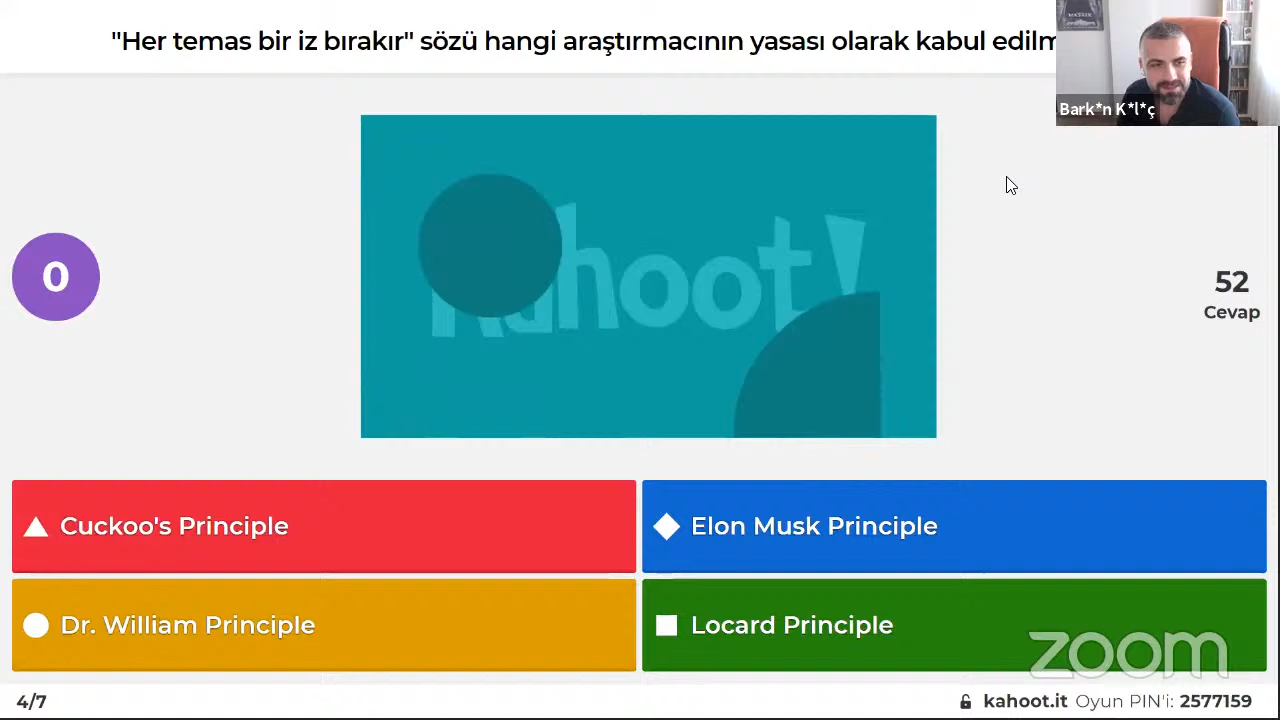 "Her temas bir iz bırakır" sözü hangi araştırmacının yasası olarak kabul
Bark*n K*l*ç
Kahoot!
0
52
Cevap
Cuckoo's Principle
Elon Musk Principle
Dr. William Principle
Locard Principle
zoom
4/7
kahoot.it Oyun PIN'i: 2577159